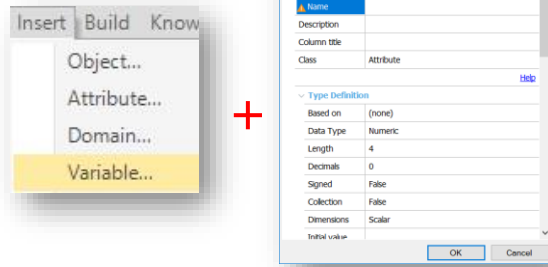 Insert Build Know
Object...
Attribute...
Domain...
Variable...
+
Name
Description
Column title
Class Attribute
Help
Type Definition
Based on (none)
Data Type Numeric
Length 4
Decimals 0
Signed False
Collection False
Dimensions Scalar
Initial value
OK Cancel